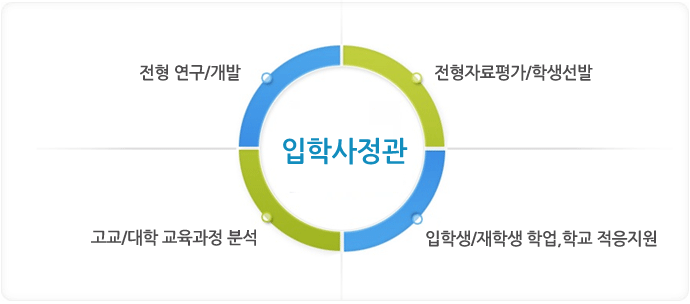 전형 연구/개발
전형자료평가/학생선발
입학사정관
고교/대학 교육과정 분석
입학생/재학생 학업,학교 적응지원